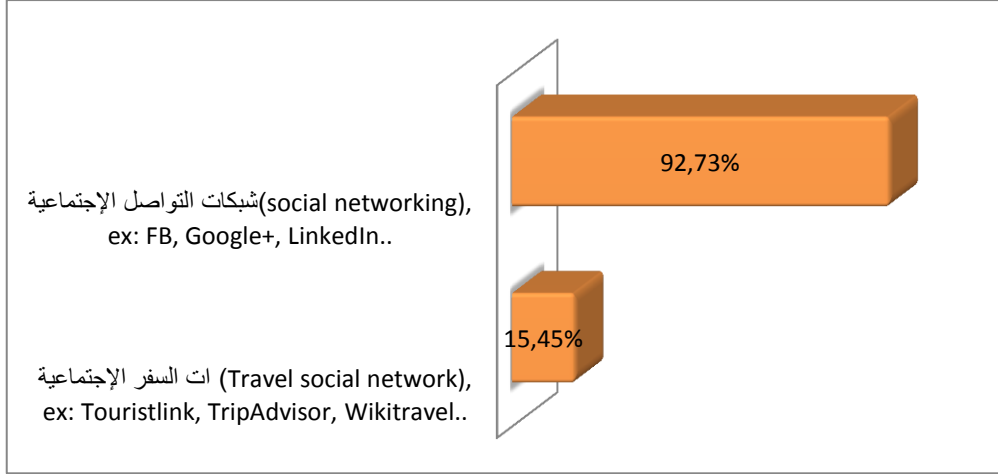 92,73%
شبكات التواصل الإجتماعية(social networking),
ex: FB, Google+, LinkedIn..
15,45%
ات السفر الإجتماعية (Travel social network),
ex: Touristlink, TripAdvisor, Wikitravel..